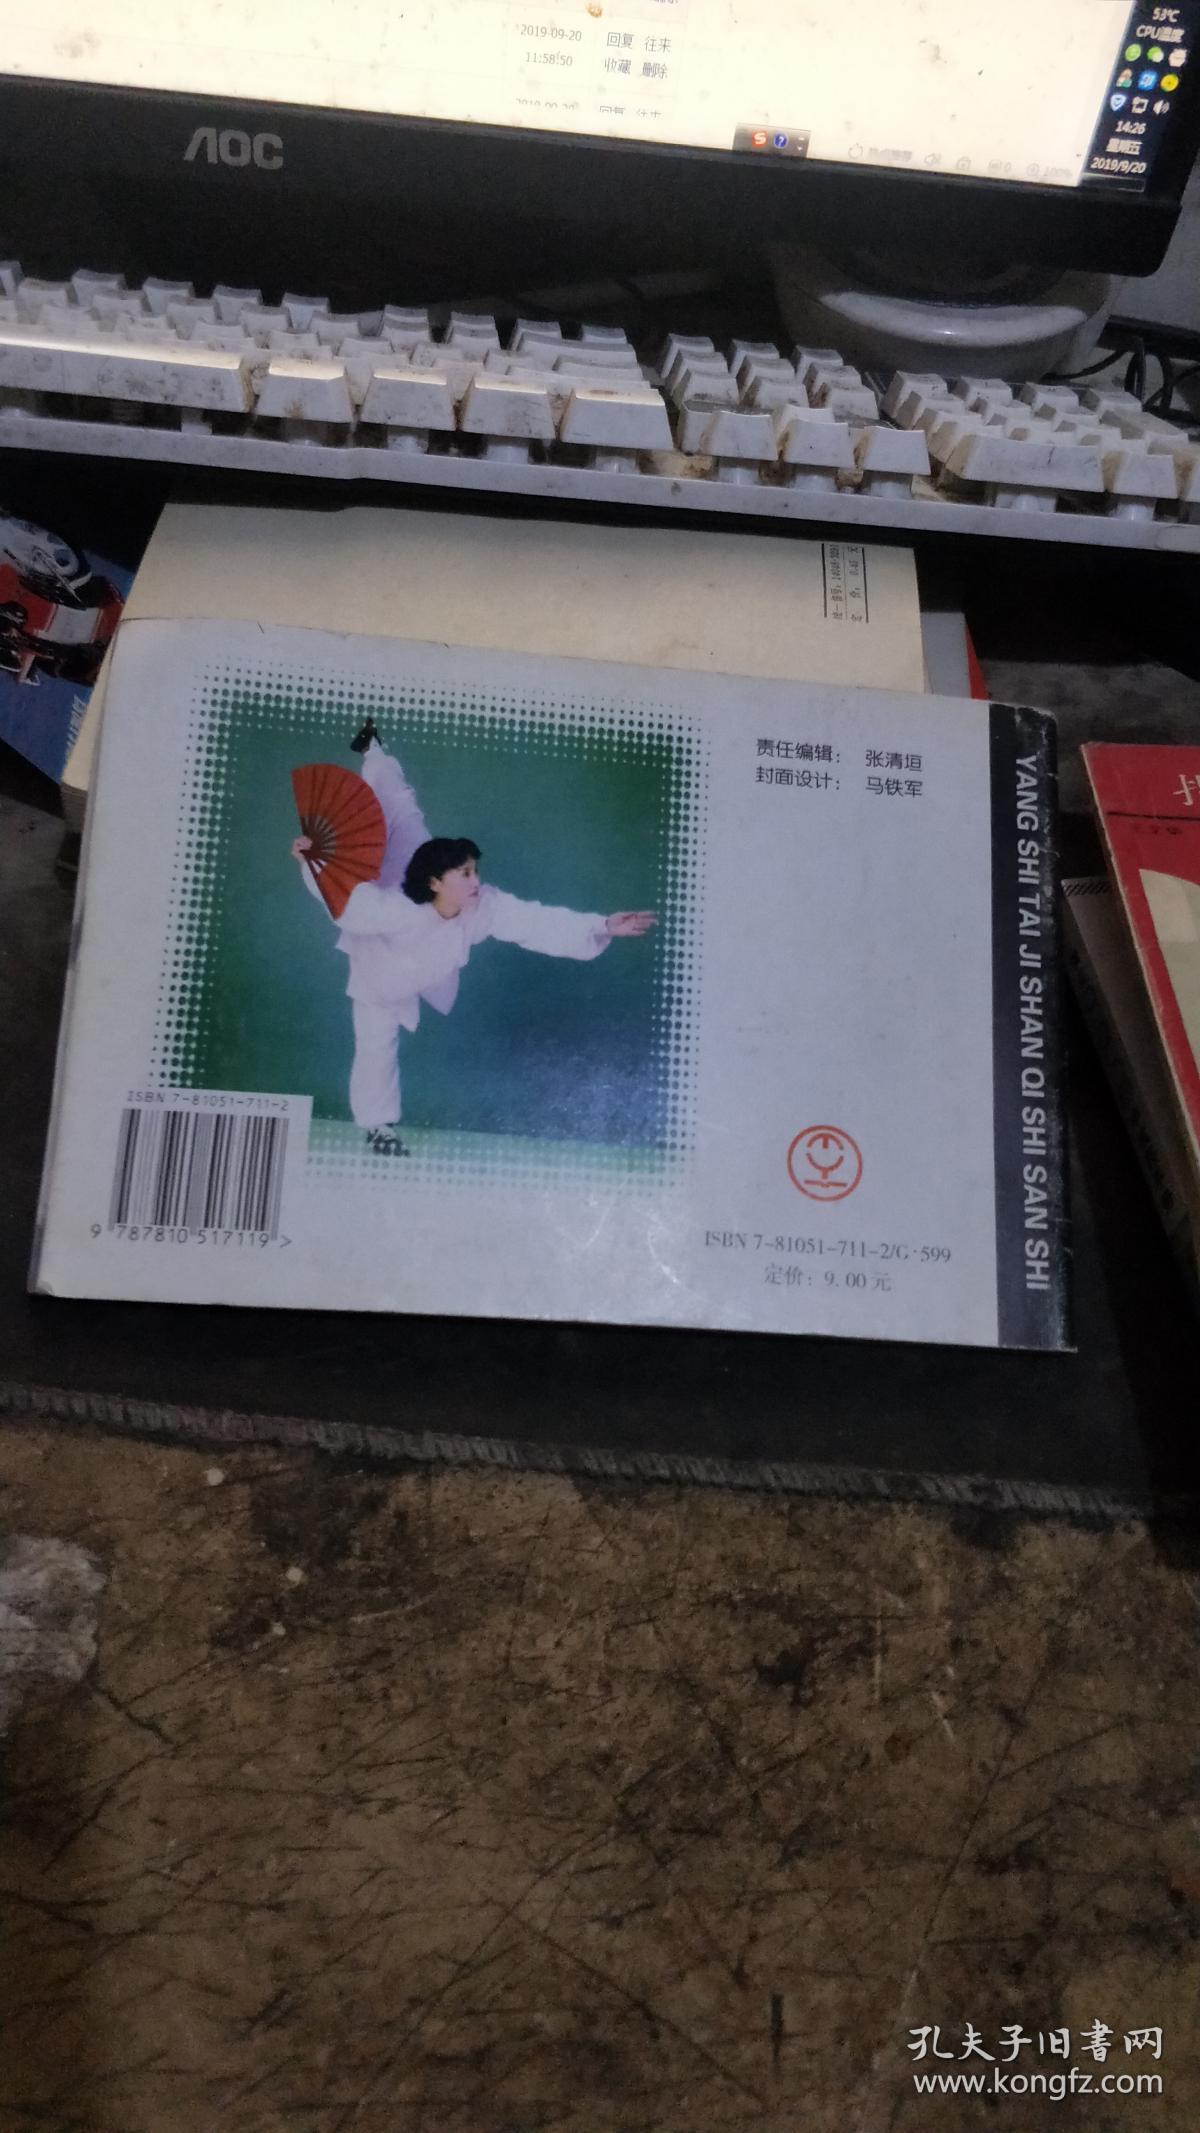 53℃
CPU温度
2019-09-20
回复 往来
11:58:50
收藏 删除
14:26
星期五
2019/9/20
100%
AOC
责任编辑： 张清垣
封面设计： 马铁军
YANG SHI TAI JI SHAN QI SHI SAN SHI
ISBN 7-81051-711-2
9 787810 517119 >
ISBN 7-81051-711-2/G·599
定价：9.00元
孔夫子旧书网
www.kongfz.com